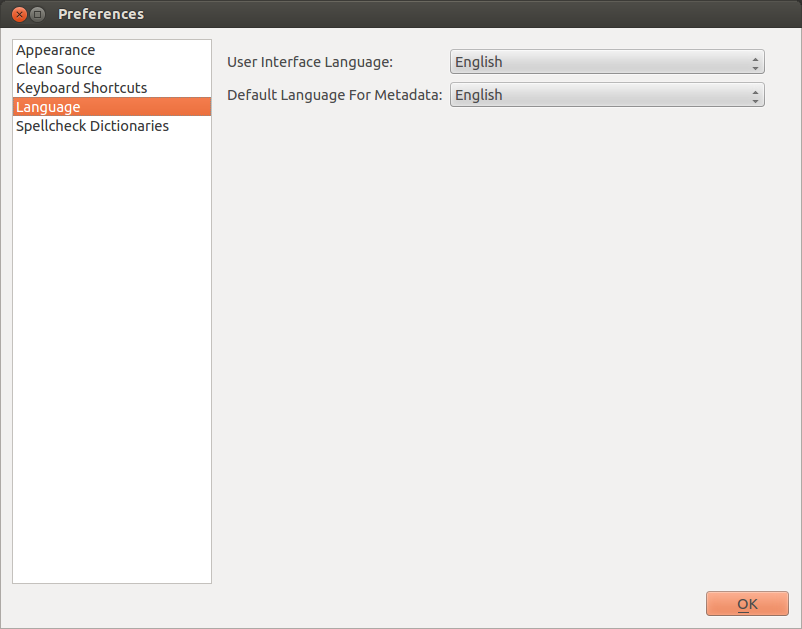 Preferences
Appearance
Clean Source
Keyboard Shortcuts
Language
Spellcheck Dictionaries
User Interface Language: English
Default Language For Metadata: English
OK